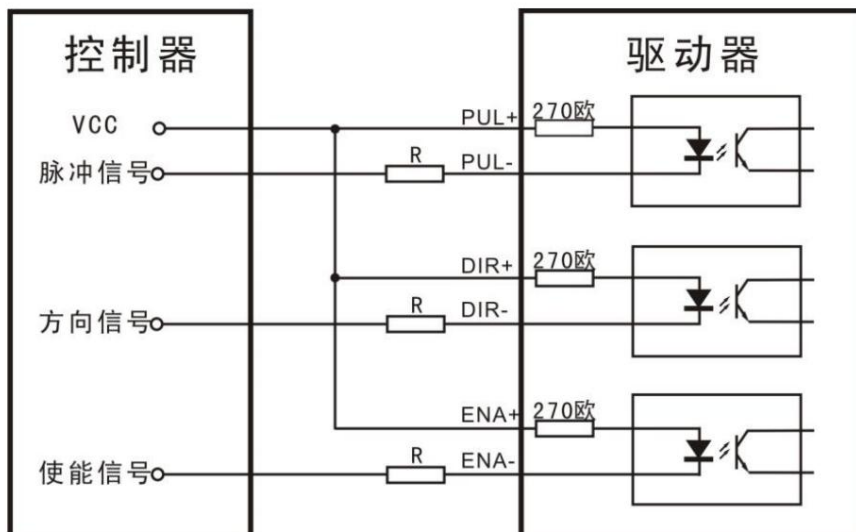 控制器
驱动器
VCC
PUL+
270欧
脉冲信号
R
PUL-
DIR+
270欧
方向信号
R
DIR-
ENA+
270欧
使能信号
R
ENA-